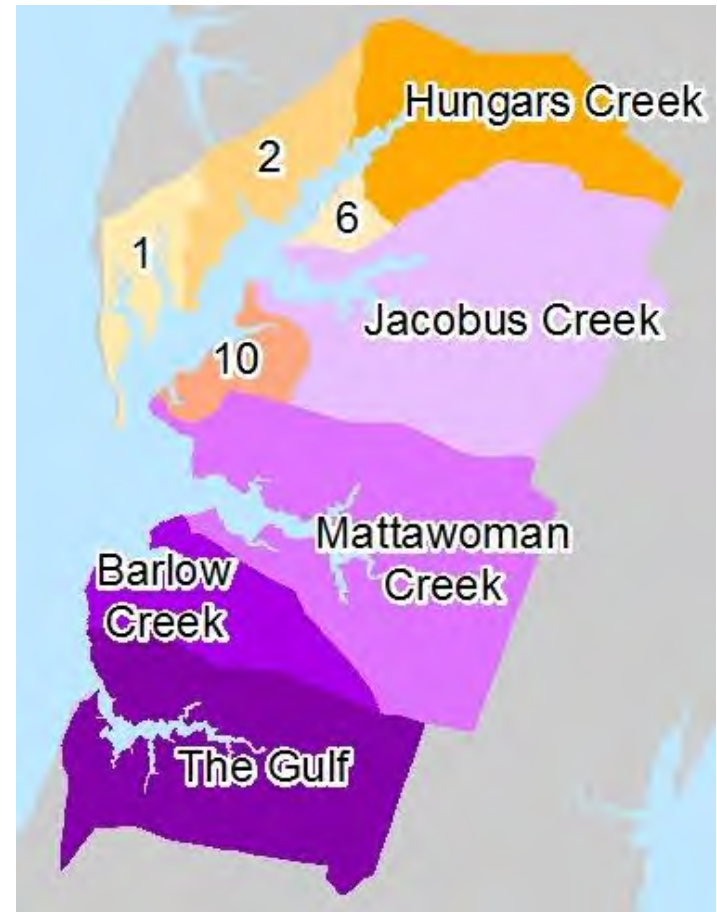 Hungars Creek
2
6
1
Jacobus Creek
10
Mattawoman
Creek
Barlow
Creek
The Gulf